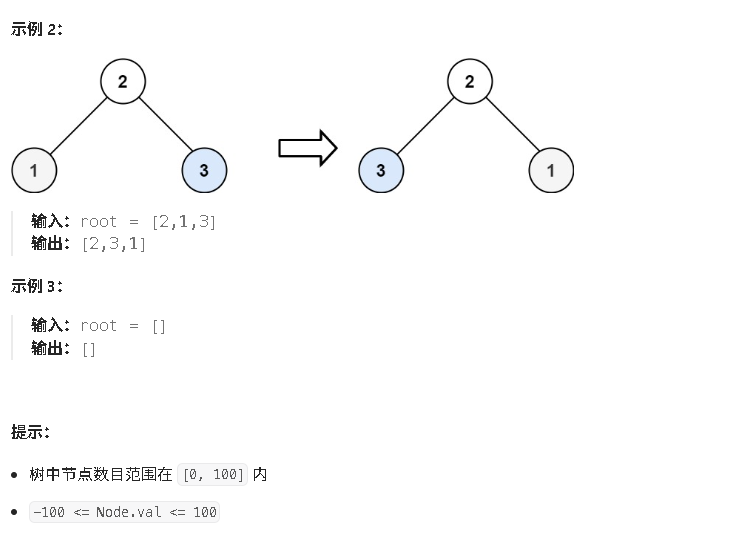 示例 2：
2
1
3
2
3
1
输入：root = [2,1,3]
输出：[2,3,1]
示例 3：
输入：root = []
输出：[]
提示：
树中节点数目范围在 [0, 100] 内
-100 <= Node.val <= 100